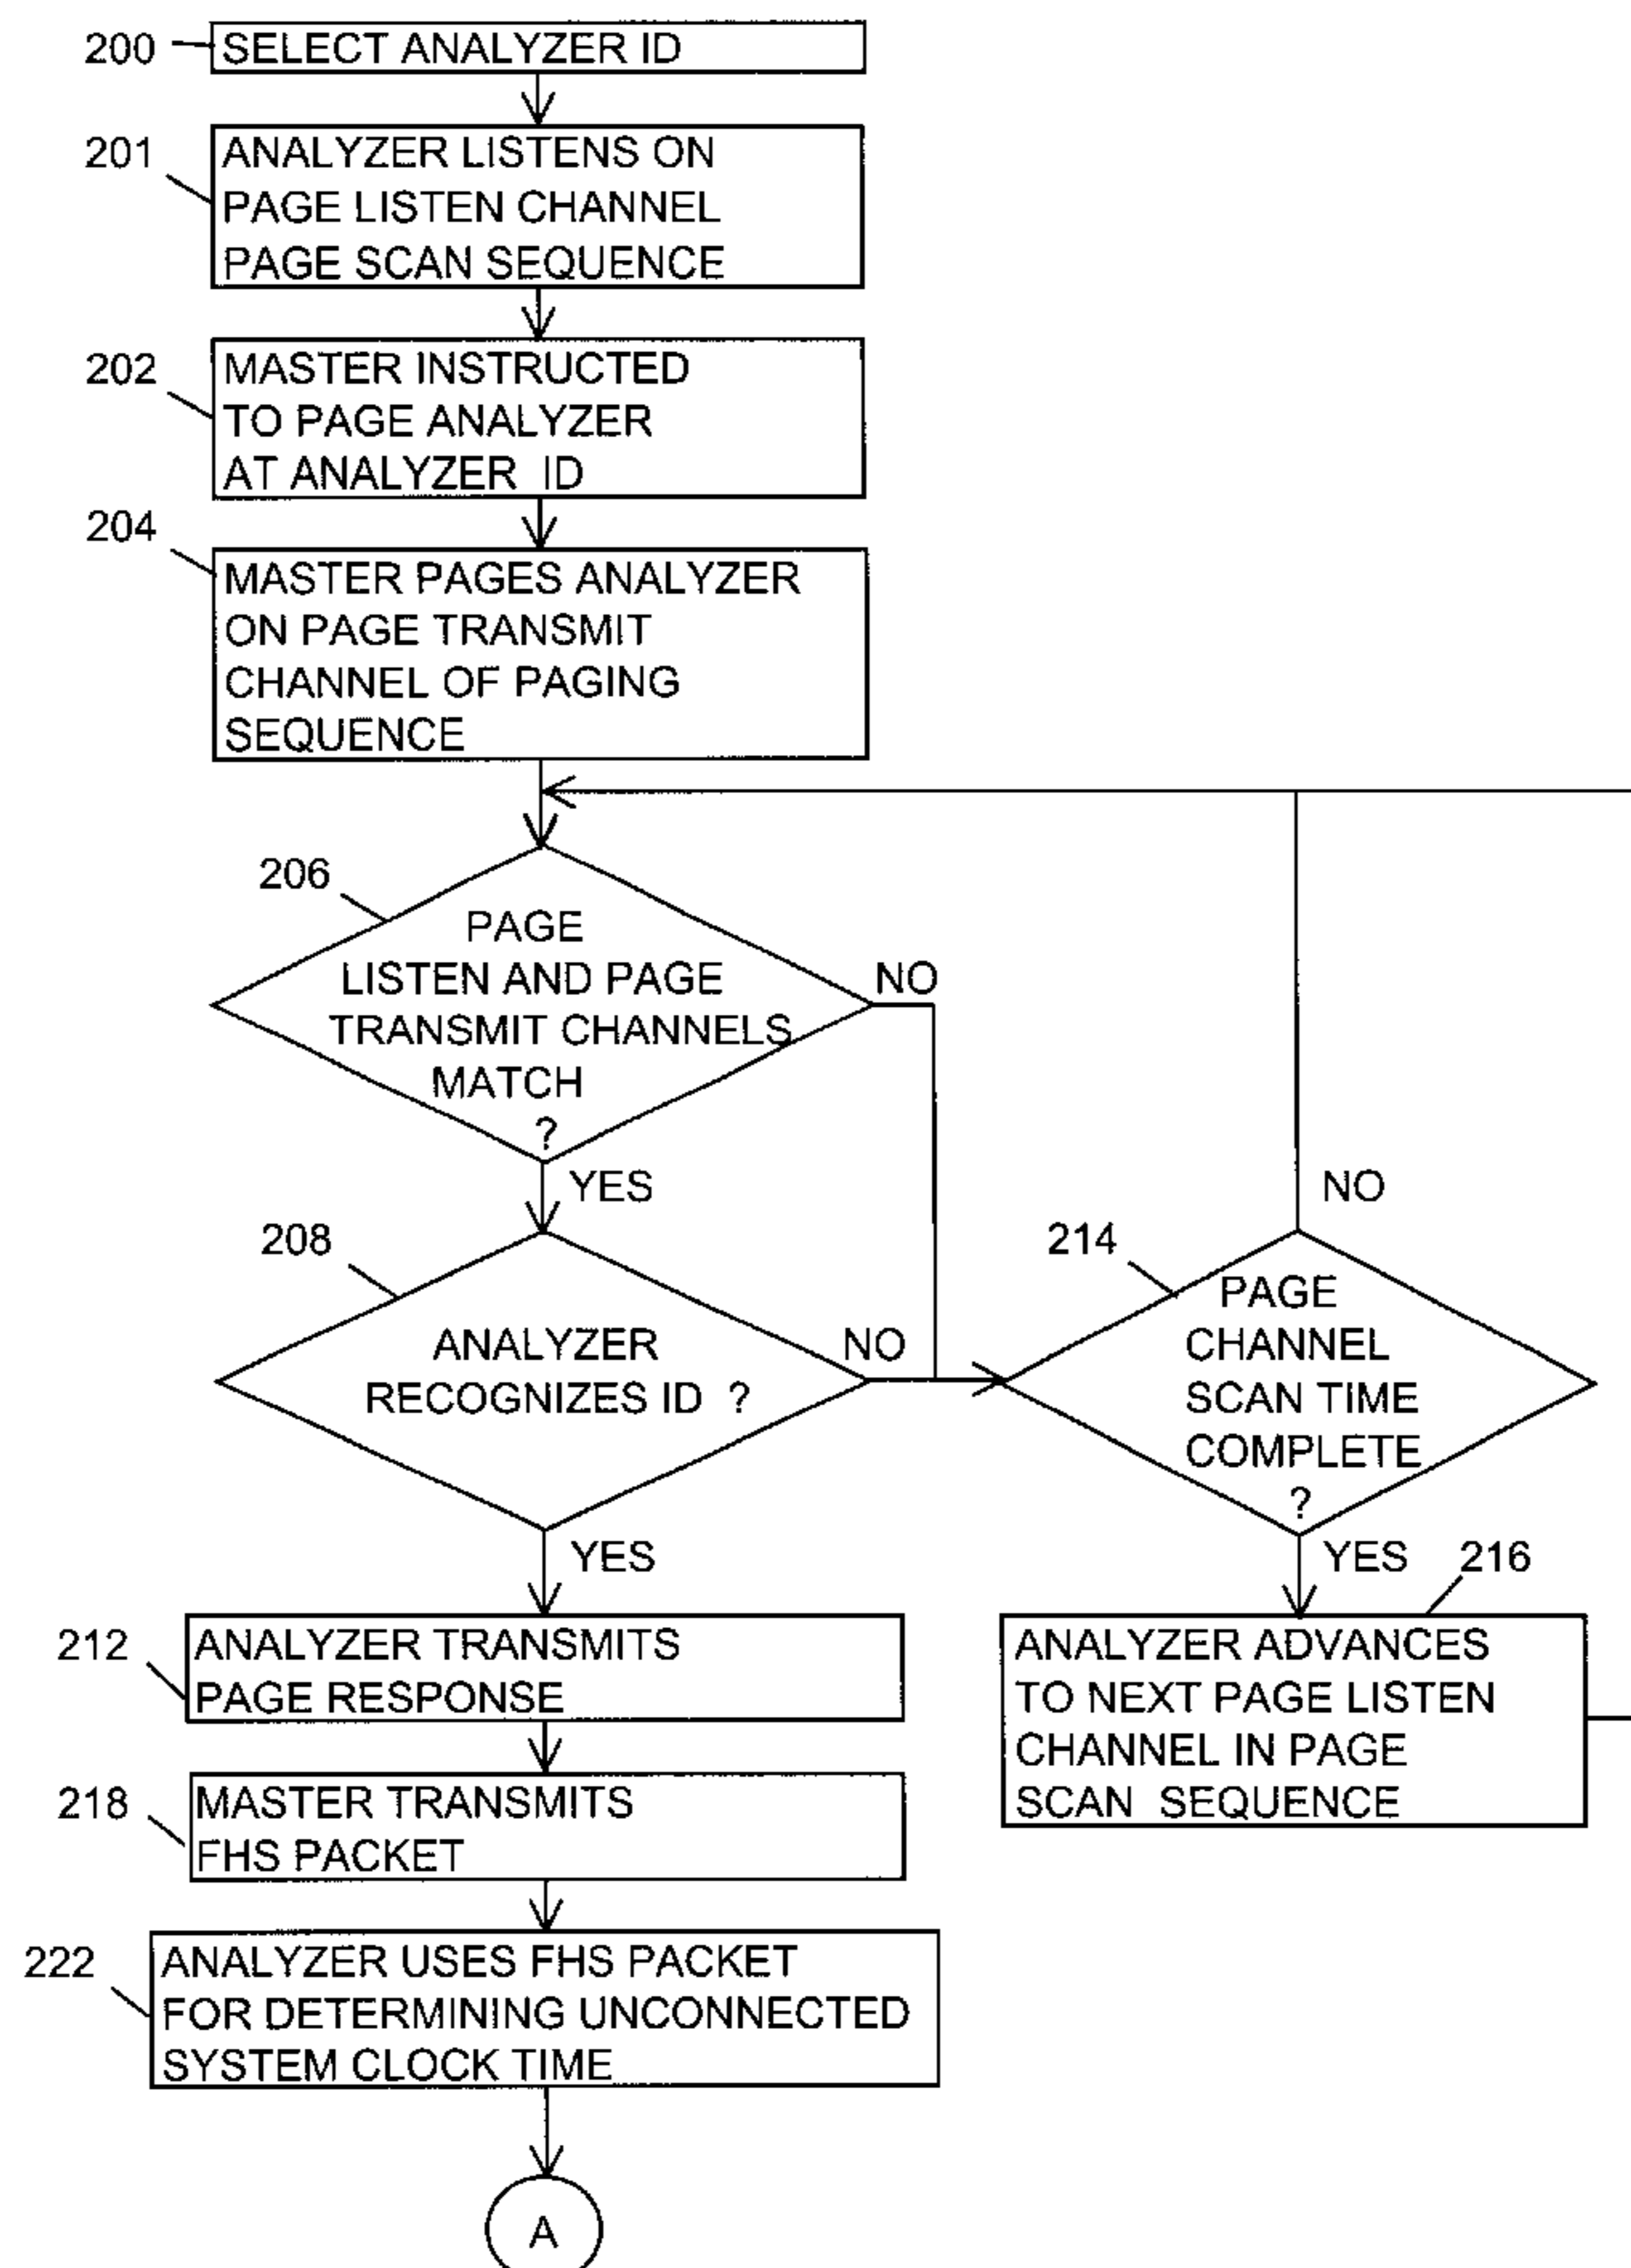 200
SELECT ANALYZER ID
201
ANALYZER LISTENS ON
PAGE LISTEN CHANNEL
PAGE SCAN SEQUENCE
202
MASTER INSTRUCTED
TO PAGE ANALYZER
AT ANALYZER ID
204
MASTER PAGES ANALYZER
ON PAGE TRANSMIT
CHANNEL OF PAGING
SEQUENCE
206
PAGE
LISTEN AND PAGE
TRANSMIT CHANNELS
MATCH
?
NO
YES
208
ANALYZER
RECOGNIZES ID ?
NO
YES
214
PAGE
CHANNEL
SCAN TIME
COMPLETE
?
NO
YES
216
ANALYZER ADVANCES
TO NEXT PAGE LISTEN
CHANNEL IN PAGE
SCAN SEQUENCE
212
ANALYZER TRANSMITS
PAGE RESPONSE
218
MASTER TRANSMITS
FHS PACKET
222
ANALYZER USES FHS PACKET
FOR DETERMINING UNCONNECTED
SYSTEM CLOCK TIME
A